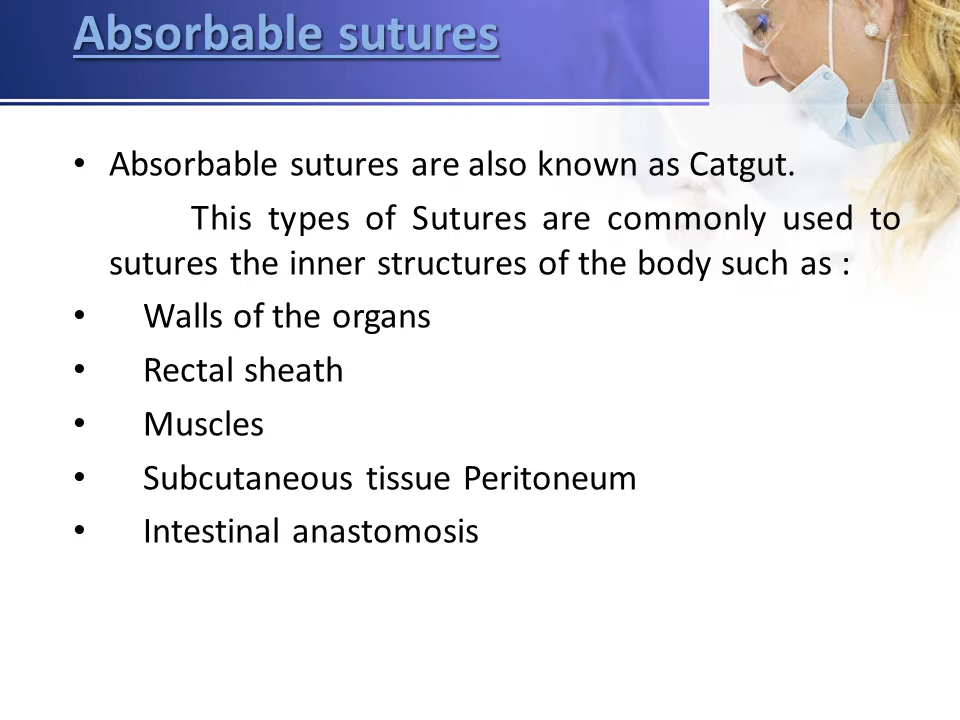 Absorbable sutures
• Absorbable sutures are also known as Catgut.
This types of Sutures are commonly used to
sutures the inner structures of the body such as :
• Walls of the organs
• Rectal sheath
• Muscles
• Subcutaneous tissue Peritoneum
• Intestinal anastomosis